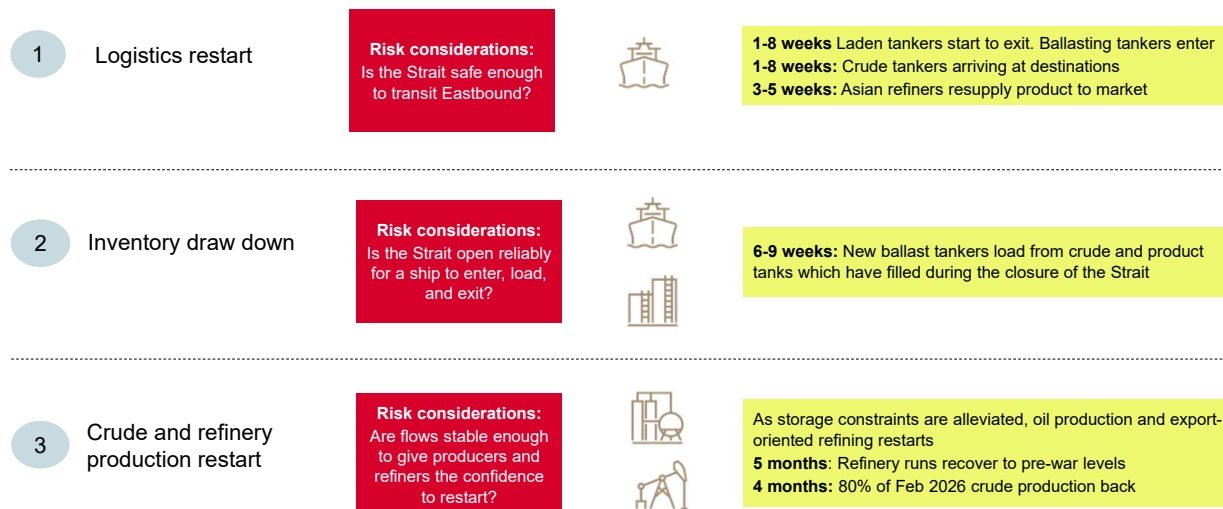 1
Logistics restart
Risk considerations:
Is the Strait safe enough
to transit Eastbound?
1-8 weeks Laden tankers start to exit. Ballasting tankers enter
1-8 weeks: Crude tankers arriving at destinations
3-5 weeks: Asian refiners resupply product to market
2
Inventory draw down
Risk considerations:
Is the Strait open reliably
for a ship to enter, load,
and exit?
6-9 weeks: New ballast tankers load from crude and product
tanks which have filled during the closure of the Strait
3
Crude and refinery
production restart
Risk considerations:
Are flows stable enough
to give producers and
refiners the confidence
to restart?
As storage constraints are alleviated, oil production and export-
oriented refining restarts
5 months: Refinery runs recover to pre-war levels
4 months: 80% of Feb 2026 crude production back